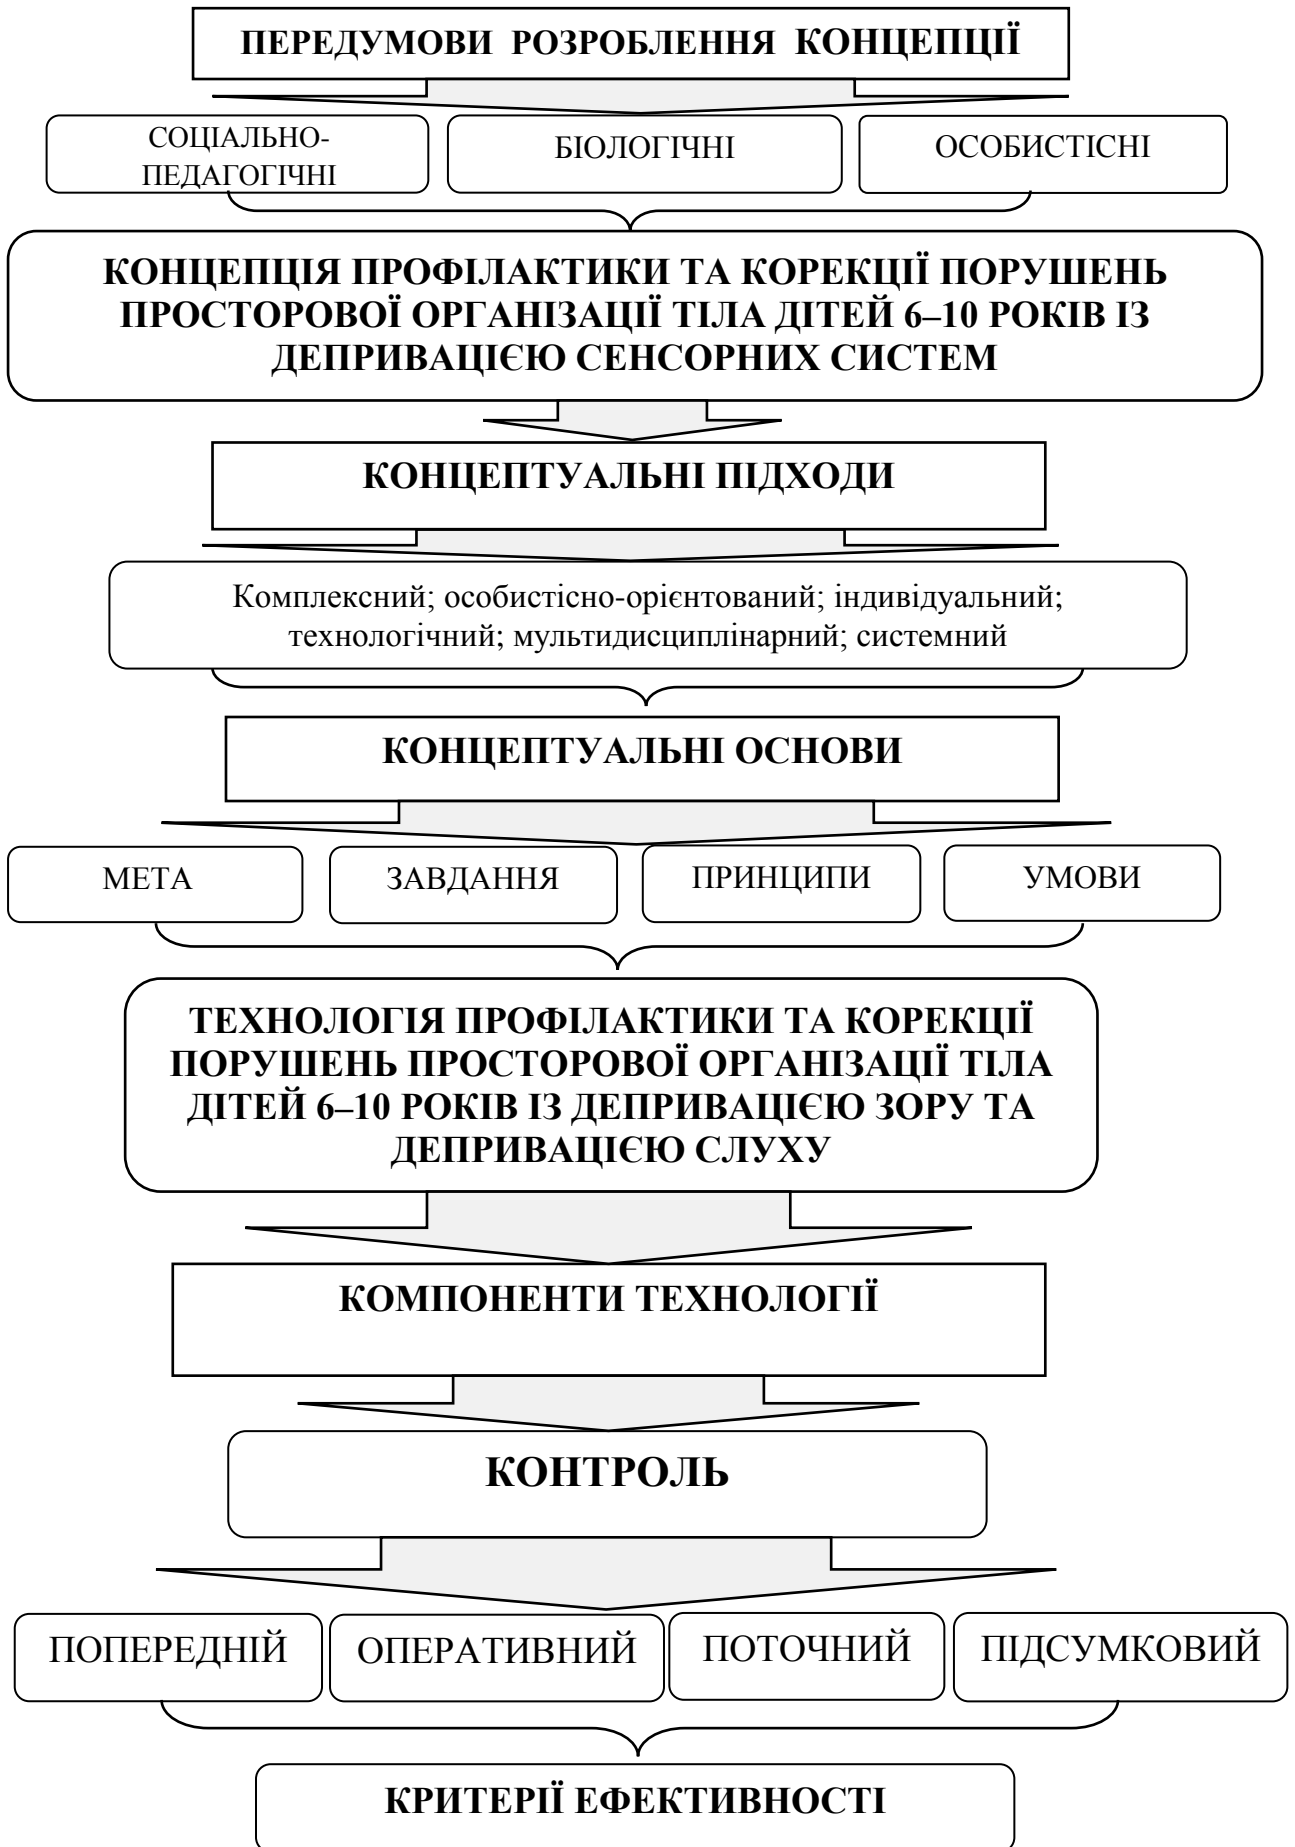 ПЕРЕДУМОВИ РОЗРОБЛЕННЯ КОНЦЕПЦІЇ
СОЦІАЛЬНО-
ПЕДАГОГІЧНІ
БІОЛОГІЧНІ
ОСОБИСТІСНІ
КОНЦЕПЦІЯ ПРОФІЛАКТИКИ ТА КОРЕКЦІЇ ПОРУШЕНЬ
ПРОСТОРОВОЇ ОРГАНІЗАЦІЇ ТІЛА ДІТЕЙ 6–10 РОКІВ ІЗ
ДЕПРИВАЦІЄЮ СЕНСОРНИХ СИСТЕМ
КОНЦЕПТУАЛЬНІ ПІДХОДИ
Комплексний; особистісно-орієнтований; індивідуальний;
технологічний; мультидисциплінарний; системний
КОНЦЕПТУАЛЬНІ ОСНОВИ
МЕТА
ЗАВДАННЯ
ПРИНЦИПИ
УМОВИ
ТЕХНОЛОГІЯ ПРОФІЛАКТИКИ ТА КОРЕКЦІЇ
ПОРУШЕНЬ ПРОСТОРОВОЇ ОРГАНІЗАЦІЇ ТІЛА
ДІТЕЙ 6–10 РОКІВ ІЗ ДЕПРИВАЦІЄЮ ЗОРУ ТА
ДЕПРИВАЦІЄЮ СЛУХУ
КОМПОНЕНТИ ТЕХНОЛОГІЇ
КОНТРОЛЬ
ПОПЕРЕДНІЙ
ОПЕРАТИВНИЙ
ПОТОЧНИЙ
ПІДСУМКОВИЙ
КРИТЕРІЇ ЕФЕКТИВНОСТІ